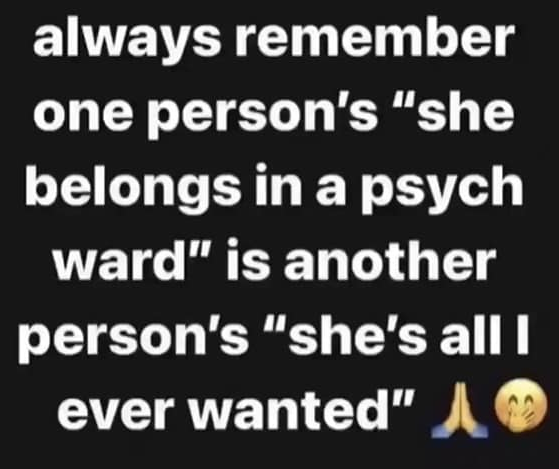 always remember
one person's "she
belongs in a psych
ward" is another
person's "she's all I
ever wanted" 🙏🤭